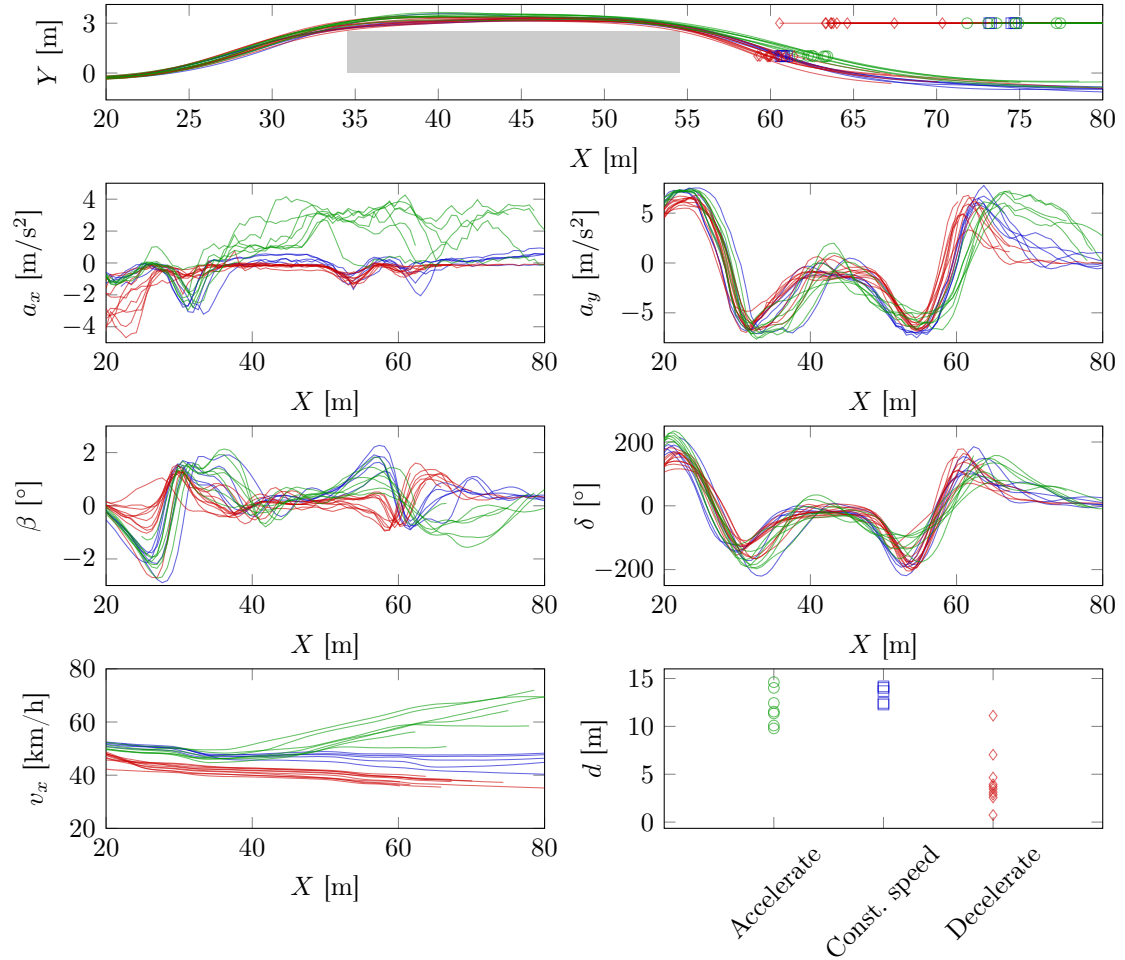 3
0
Y [m]
20 25 30 35 40 45 50 55 60 65 70 75 80
X [m]
4
2
0
−2
−4
a_x [m/s²]
20 40 60 80
X [m]
5
0
−5
a_y [m/s²]
20 40 60 80
X [m]
2
0
−2
β [°]
20 40 60 80
X [m]
200
0
−200
δ [°]
20 40 60 80
X [m]
80
60
40
20
v_x [km/h]
20 40 60 80
X [m]
15
10
5
0
d [m]
Accelerate
Const. speed
Decelerate